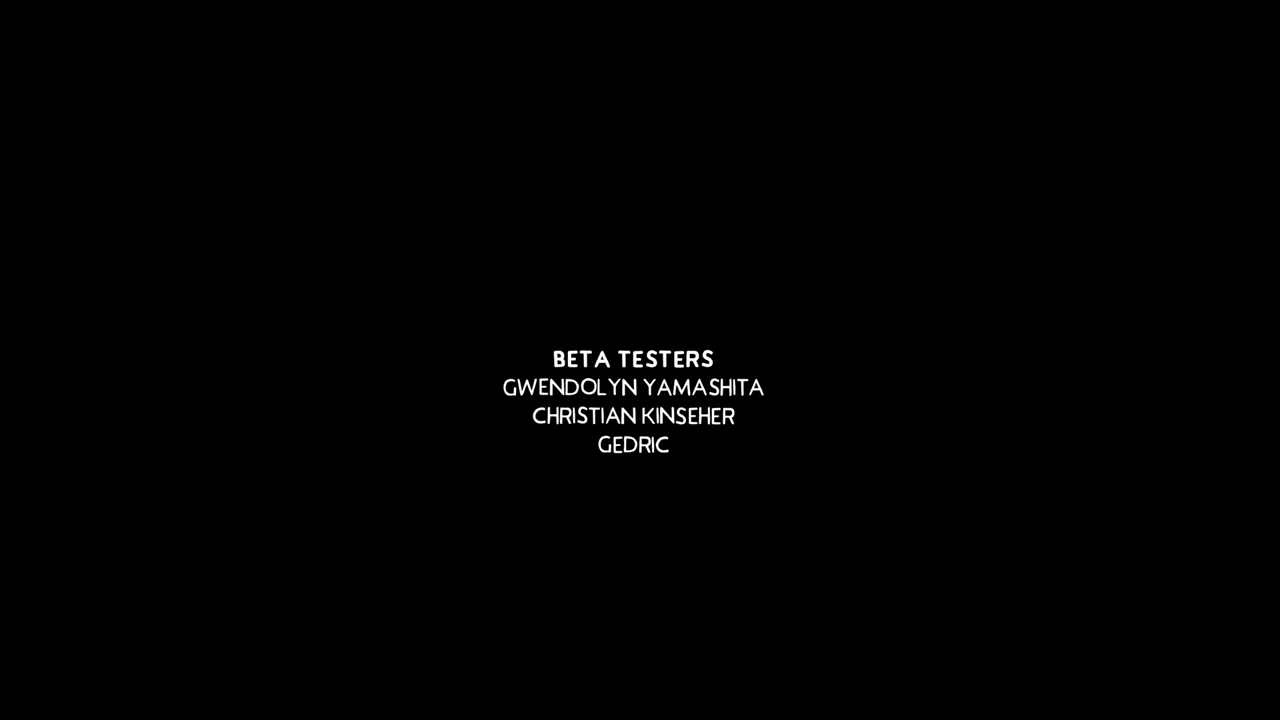 BETA TESTERS
GWENDOLYN YAMASHITA
CHRISTIAN KINSEHER
GEDRIC